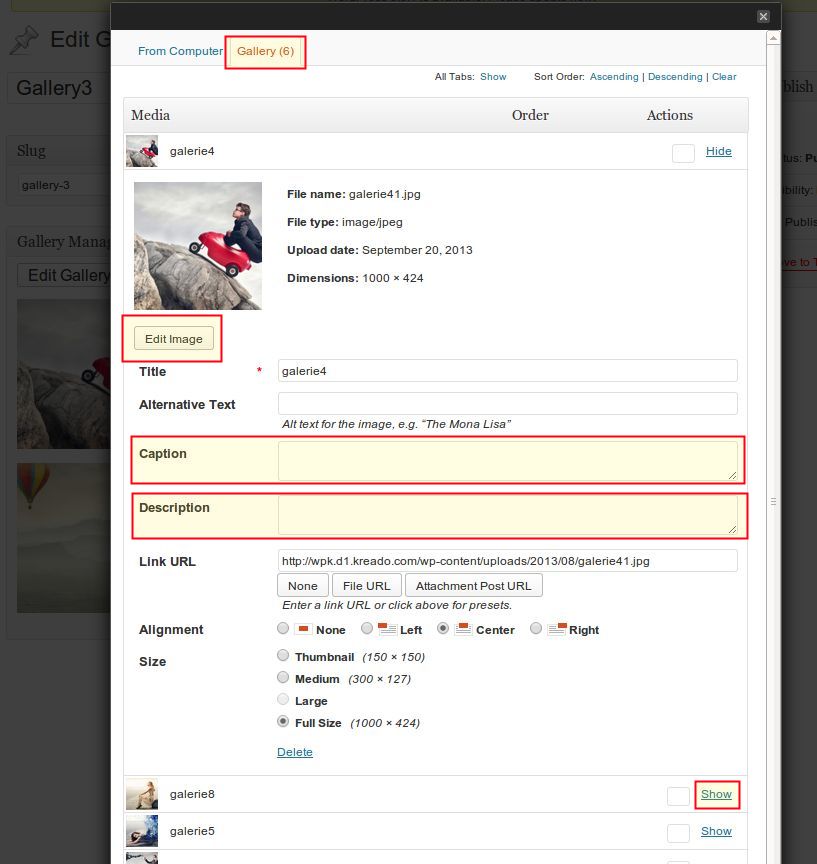 Edit G
Gallery3
Slug
gallery-3
Gallery Manag
Edit Gallery
From Computer Gallery (6)
All Tabs: Show Sort Order: Ascending | Descending | Clear
Media Order Actions
galerie4 Hide
File name: galerie41.jpg
File type: image/jpeg
Upload date: September 20, 2013
Dimensions: 1000 × 424
Edit Image
Title * galerie4
Alternative Text
Alt text for the image, e.g. “The Mona Lisa”
Caption
Description
Link URL http://wpk.d1.kreado.com/wp-content/uploads/2013/08/galerie41.jpg
None File URL Attachment Post URL
Enter a link URL or click above for presets.
Alignment None Left Center Right
Size Thumbnail (150 × 150)
Medium (300 × 127)
Large
Full Size (1000 × 424)
Delete
galerie8 Show
galerie5 Show
blish
tus: Pu
ibility:
Publis
ve to T